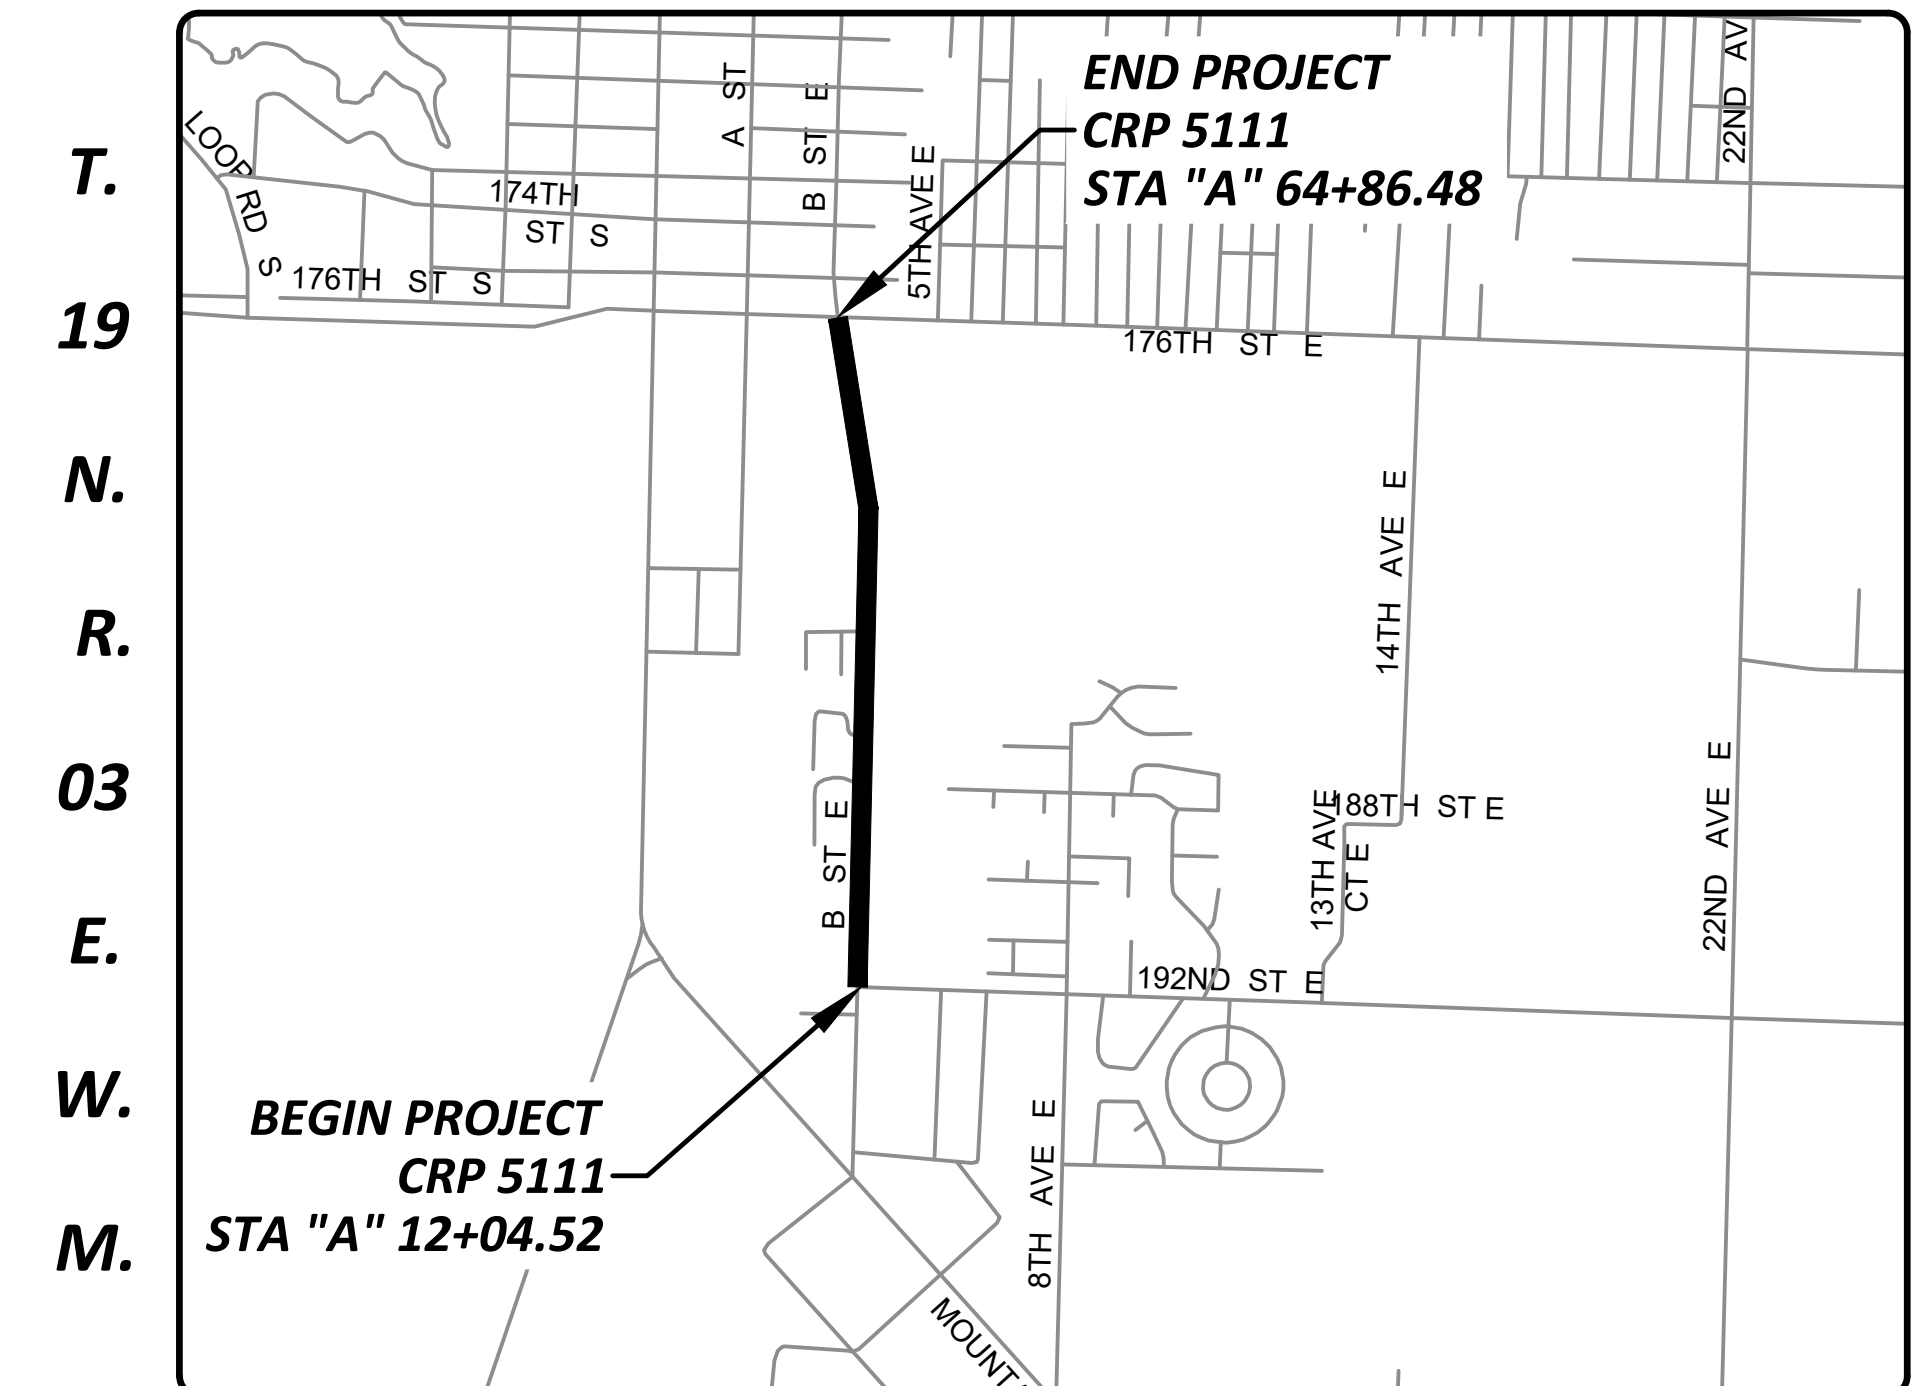 T.
19
N.
R.
03
E.
W.
M.
END PROJECT
CRP 5111
STA "A" 64+86.48
A ST
B ST E
5TH AVE E
22ND AV
LOOP RD S
174TH
ST S
176TH ST S
176TH ST E
14TH AVE E
188TH ST E
13TH AVE
CT E
22ND AVE E
B ST E
192ND ST E
BEGIN PROJECT
CRP 5111
STA "A" 12+04.52
8TH AVE E